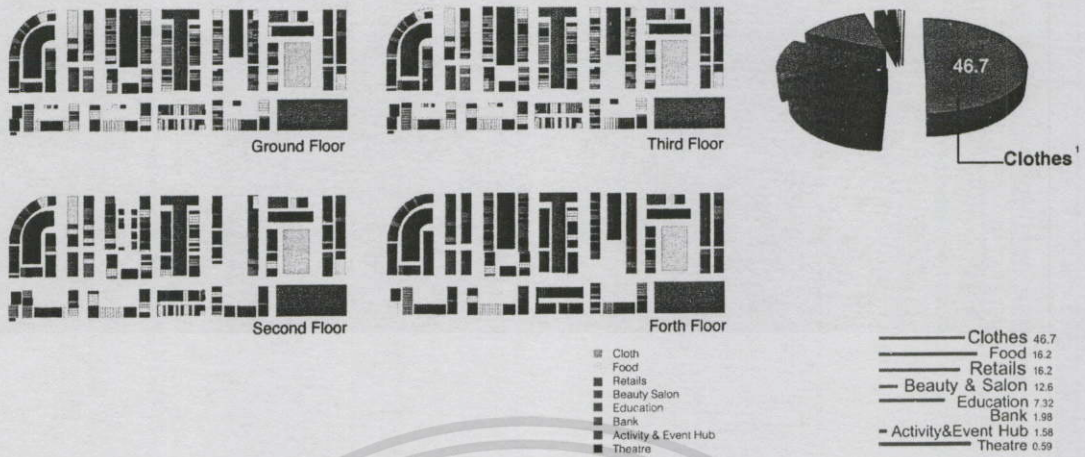 46.7
Clothes¹
Ground Floor
Third Floor
Second Floor
Forth Floor
Cloth
Food
Retails
Beauty Salon
Education
Bank
Activity & Event Hub
Theatre
Clothes 46.7
Food 16.2
Retails 16.2
Beauty & Salon 12.6
Education 7.32
Bank 1.98
Activity&Event Hub 1.58
Theatre 0.59